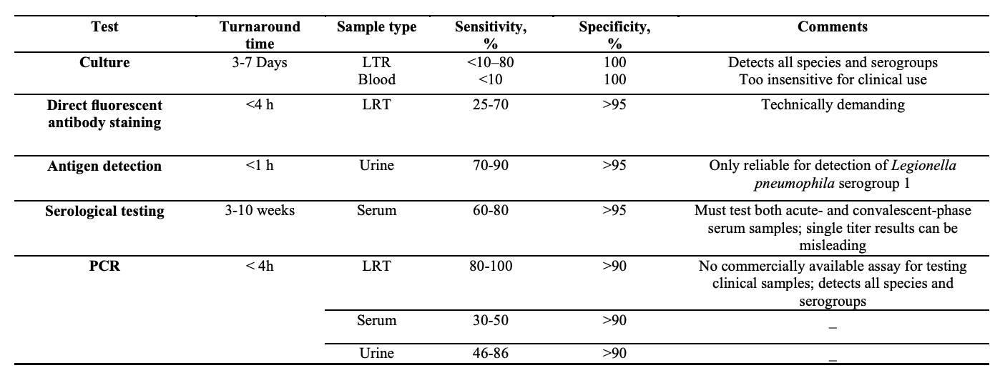 Test Turnaround time Sample type Sensitivity, % Specificity, % Comments
Culture 3-7 Days LTR <10–80 100 Detects all species and serogroups
Blood <10 100 Too insensitive for clinical use
Direct fluorescent antibody staining <4 h LRT 25-70 >95 Technically demanding
Antigen detection <1 h Urine 70-90 >95 Only reliable for detection of Legionella pneumophila serogroup 1
Serological testing 3-10 weeks Serum 60-80 >95 Must test both acute- and convalescent-phase serum samples; single titer results can be misleading
PCR < 4h LRT 80-100 >90 No commercially available assay for testing clinical samples; detects all species and serogroups
Serum 30-50 >90 _
Urine 46-86 >90 _